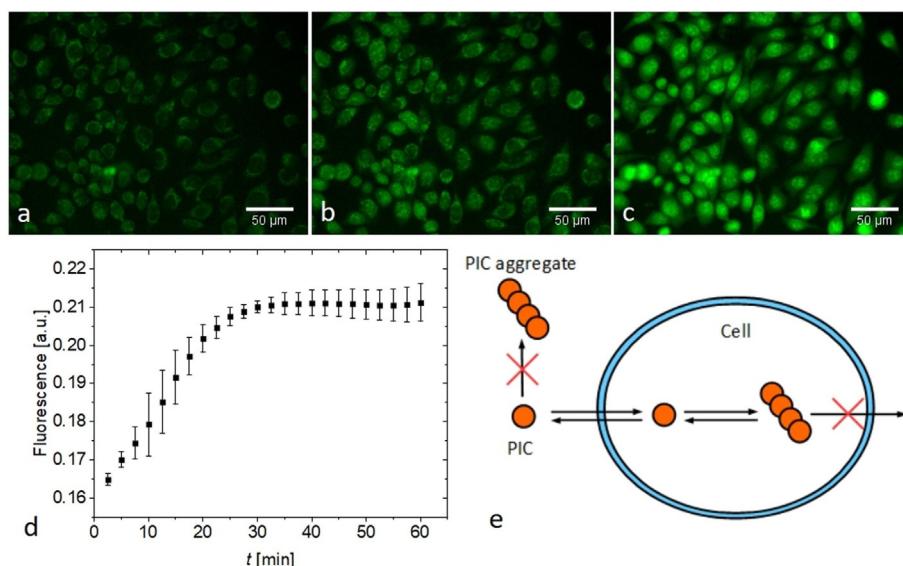 a
50 µm
b
50 µm
c
50 µm
Fluorescence [a.u.]
0.22
0.21
0.20
0.19
0.18
0.17
0.16
0 10 20 30 40 50 60
t [min]
d
PIC aggregate
Cell
PIC
e